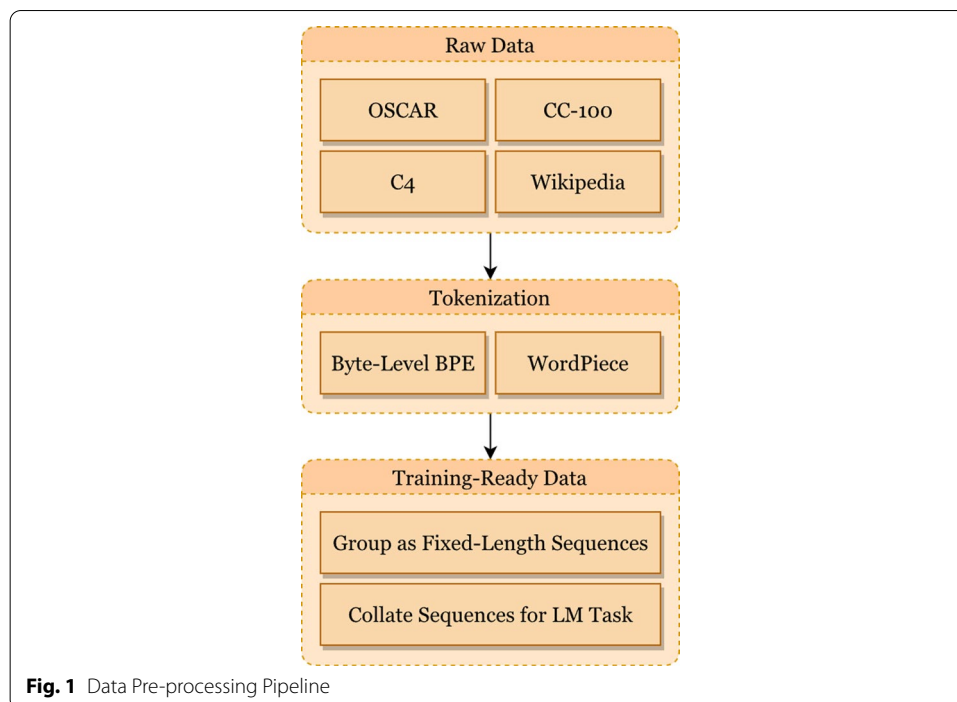 Raw Data
OSCAR
CC-100
C4
Wikipedia
Tokenization
Byte-Level BPE
WordPiece
Training-Ready Data
Group as Fixed-Length Sequences
Collate Sequences for LM Task
Fig. 1 Data Pre-processing Pipeline